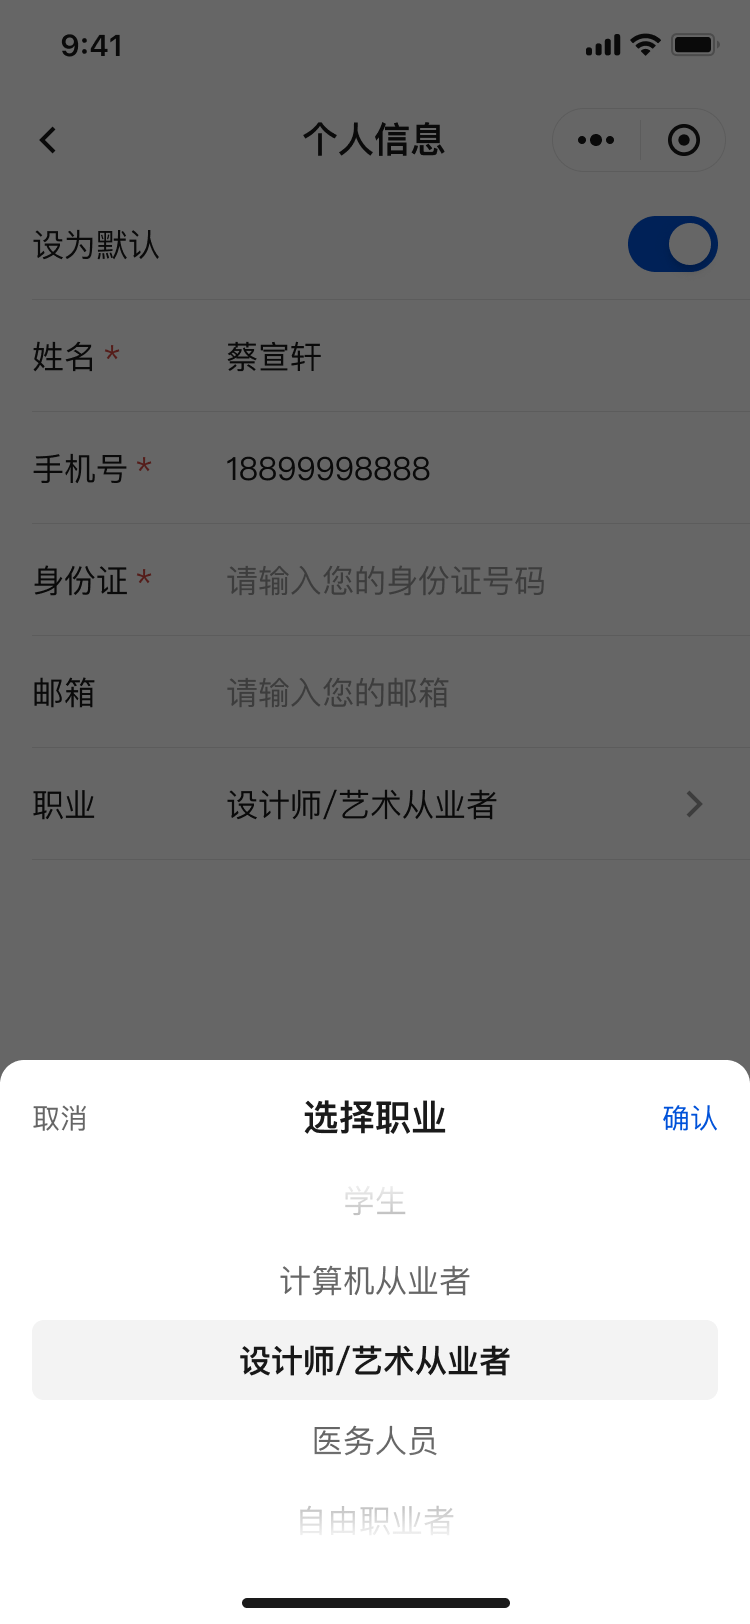 9:41
个人信息
设为默认
姓名 * 蔡宣轩
手机号 * 18899998888
身份证 * 请输入您的身份证号码
邮箱 请输入您的邮箱
职业 设计师/艺术从业者
取消 选择职业 确认
学生
计算机从业者
设计师/艺术从业者
医务人员
自由职业者